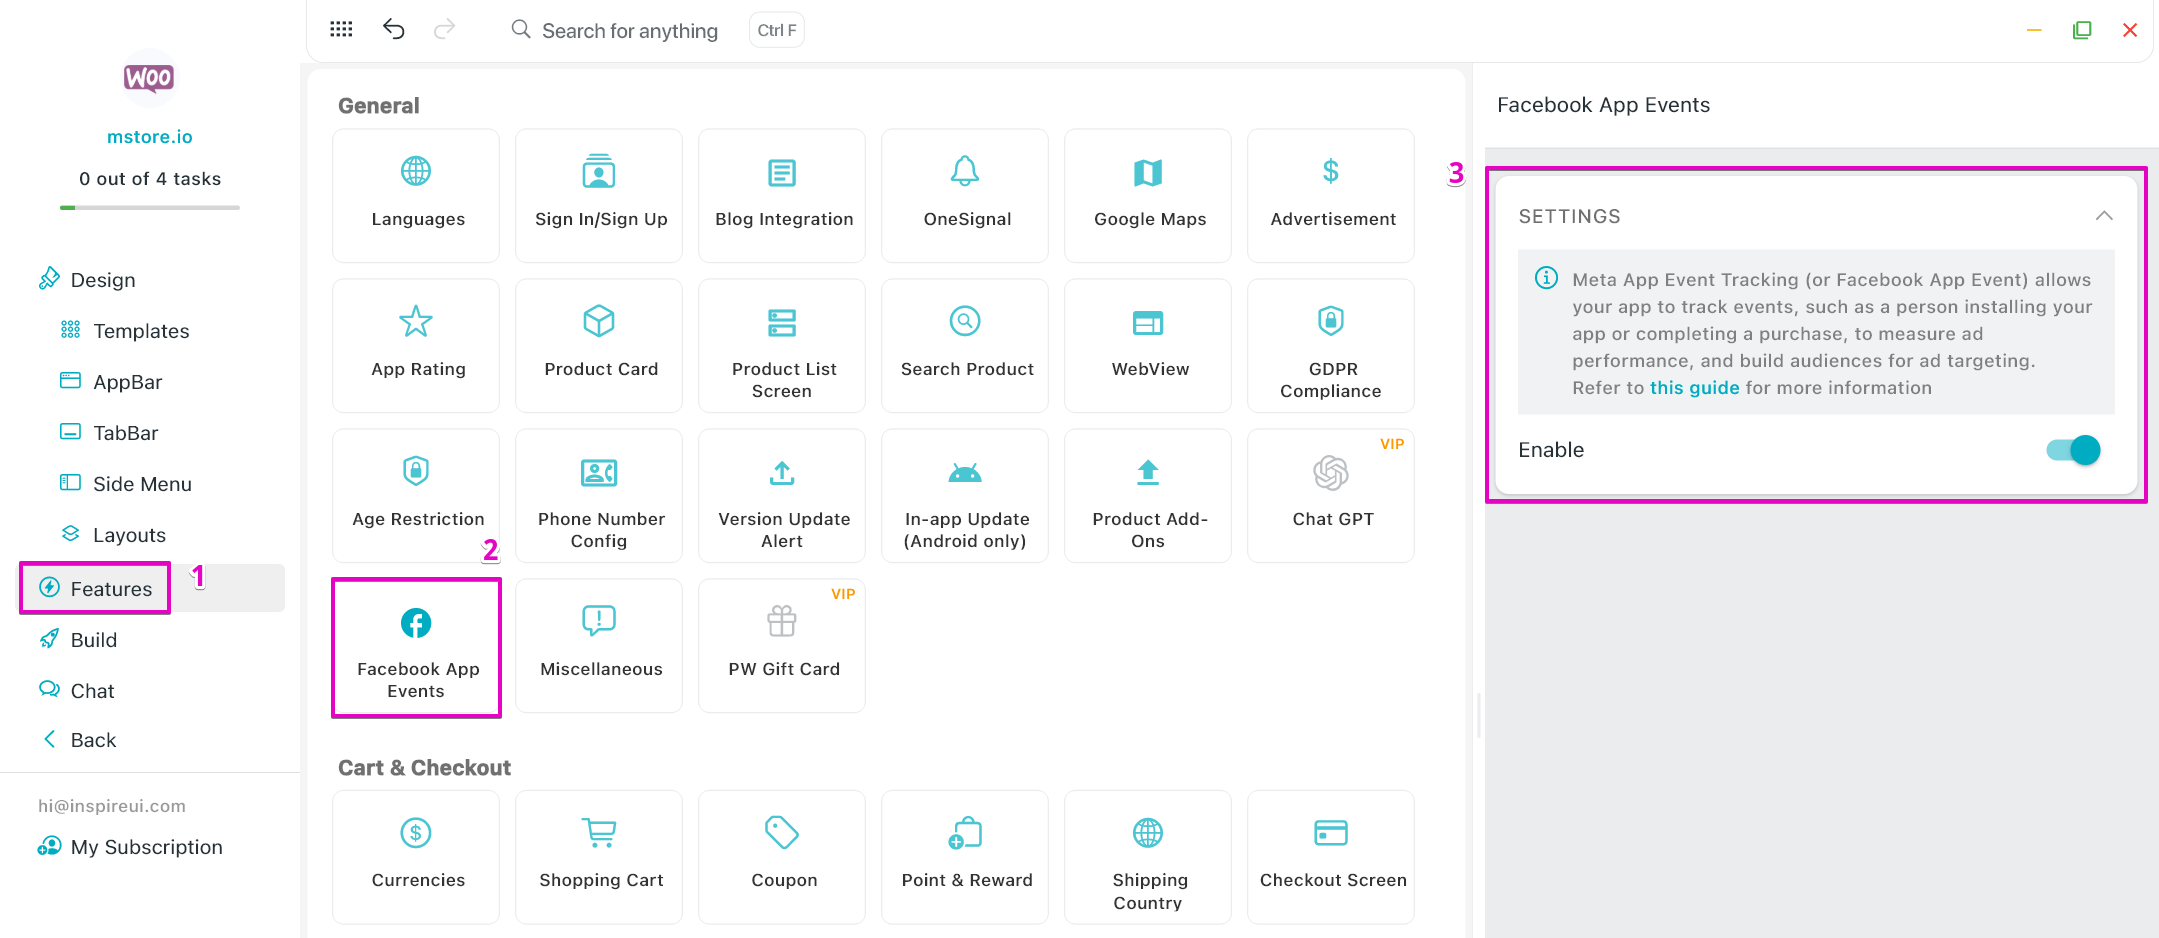 Search for anything
Ctrl F
WOO
mstore.io
0 out of 4 tasks
Design
Templates
AppBar
TabBar
Side Menu
Layouts
Features
1
Build
Chat
Back
hi@inspireui.com
My Subscription
General
Languages
Sign In/Sign Up
Blog Integration
OneSignal
Google Maps
Advertisement
App Rating
Product Card
Product List
Screen
Search Product
WebView
GDPR
Compliance
Age Restriction
Phone Number
Config
Version Update
Alert
In-app Update
(Android only)
Product Add-
Ons
VIP
Chat GPT
2
Facebook App
Events
Miscellaneous
VIP
PW Gift Card
Cart & Checkout
Currencies
Shopping Cart
Coupon
Point & Reward
Shipping
Country
Checkout Screen
Facebook App Events
3
SETTINGS
Meta App Event Tracking (or Facebook App Event) allows
your app to track events, such as a person installing your
app or completing a purchase, to measure ad
performance, and build audiences for ad targeting.
Refer to this guide for more information
Enable